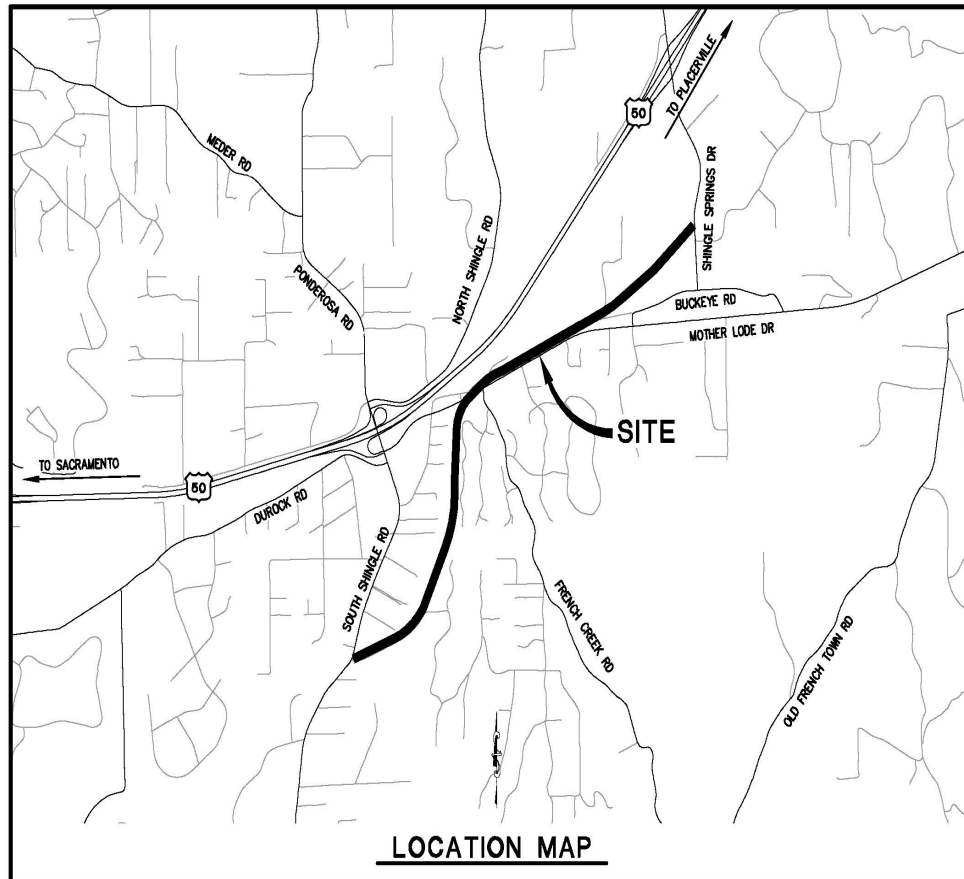 50
TO PLACERVILLE
MEDER RD
SHINGLE SPRINGS DR
NORTH SHINGLE RD
PONDEROSA RD
BUCKEYE RD
MOTHER LODE DR
SITE
TO SACRAMENTO
50
DUROCK RD
SOUTH SHINGLE RD
FRENCH CREEK RD
OLD FRENCH TOWN RD
LOCATION MAP